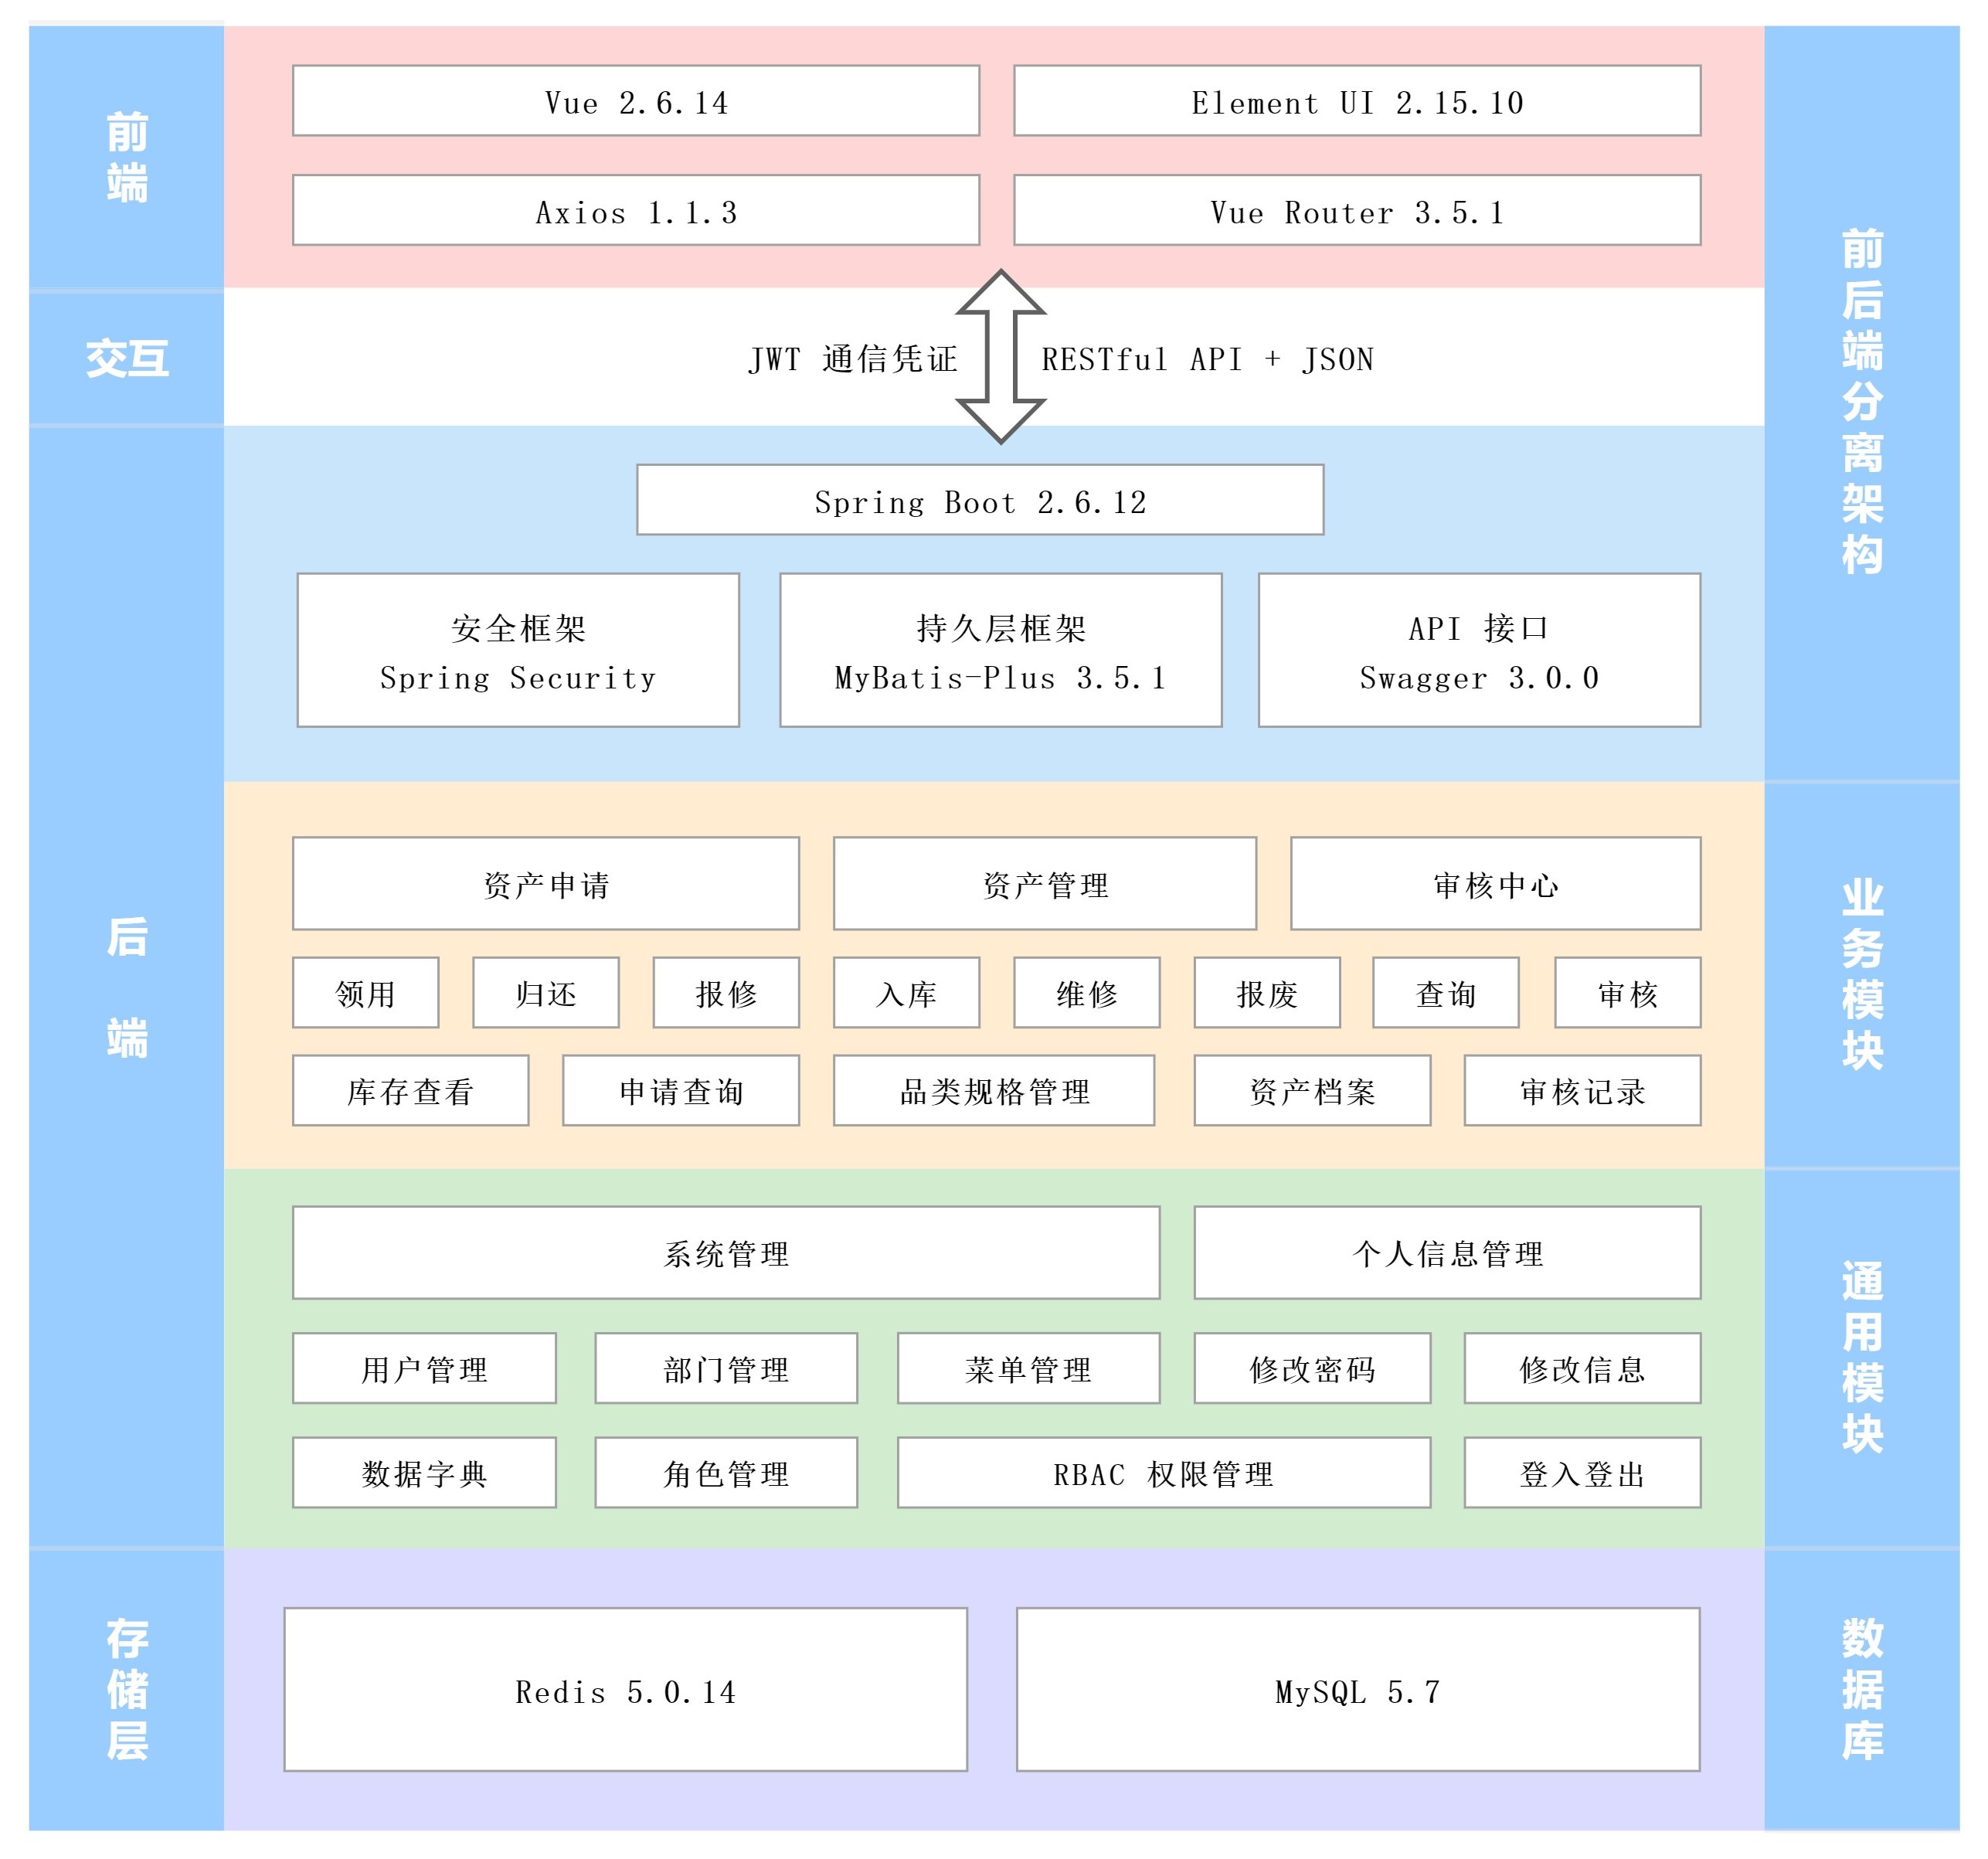 前端
Vue 2.6.14
Element UI 2.15.10
Axios 1.1.3
Vue Router 3.5.1
前后端分离架构
交互
JWT 通信凭证
RESTful API + JSON
后端
Spring Boot 2.6.12
安全框架
Spring Security
持久层框架
MyBatis-Plus 3.5.1
API 接口
Swagger 3.0.0
资产申请
资产管理
审核中心
业务模块
领用
归还
报修
入库
维修
报废
查询
审核
库存查看
申请查询
品类规格管理
资产档案
审核记录
系统管理
个人信息管理
通用模块
用户管理
部门管理
菜单管理
修改密码
修改信息
数据字典
角色管理
RBAC 权限管理
登入登出
存储层
Redis 5.0.14
MySQL 5.7
数据库